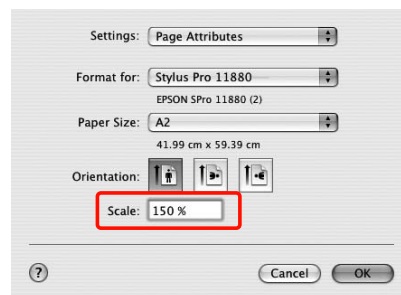 Settings: Page Attributes
Format for: Stylus Pro 11880
EPSON SPro 11880 (2)
Paper Size: A2
41.99 cm x 59.39 cm
Orientation:
Scale: 150 %
? Cancel OK